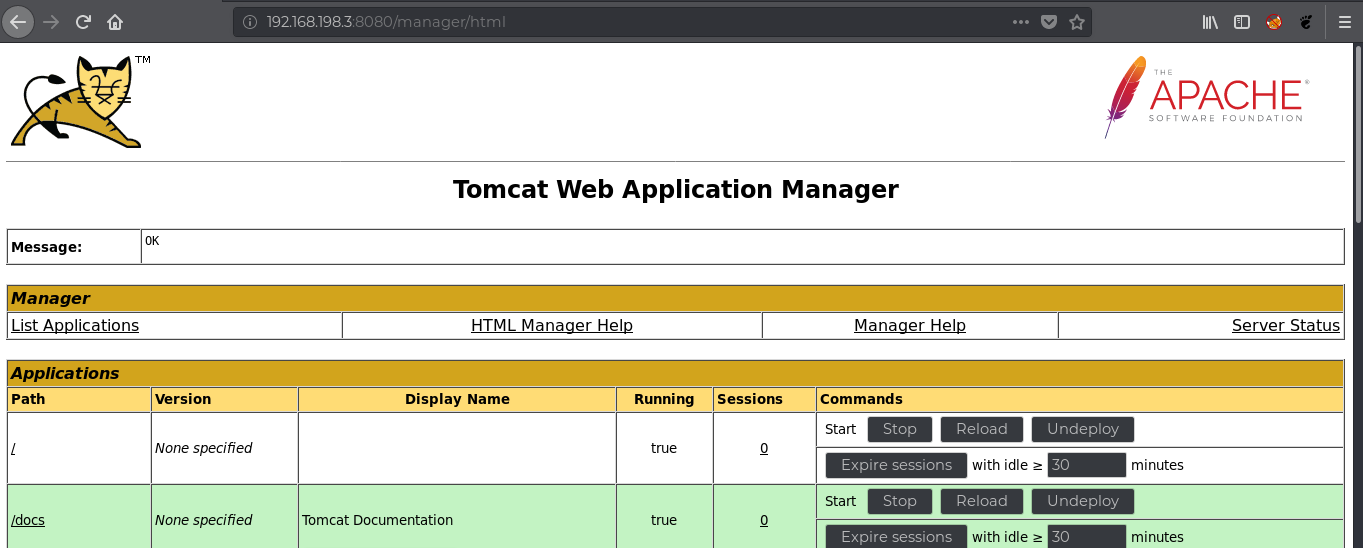 192.168.198.3:8080/manager/html
TM
THE
APACHE®
SOFTWARE FOUNDATION
Tomcat Web Application Manager
Message: OK
Manager
List Applications HTML Manager Help Manager Help Server Status
Applications
Path Version Display Name Running Sessions Commands
Start Stop Reload Undeploy
/ None specified true 0
Expire sessions with idle ≥ 30 minutes
Start Stop Reload Undeploy
/docs None specified Tomcat Documentation true 0
Expire sessions with idle ≥ 30 minutes